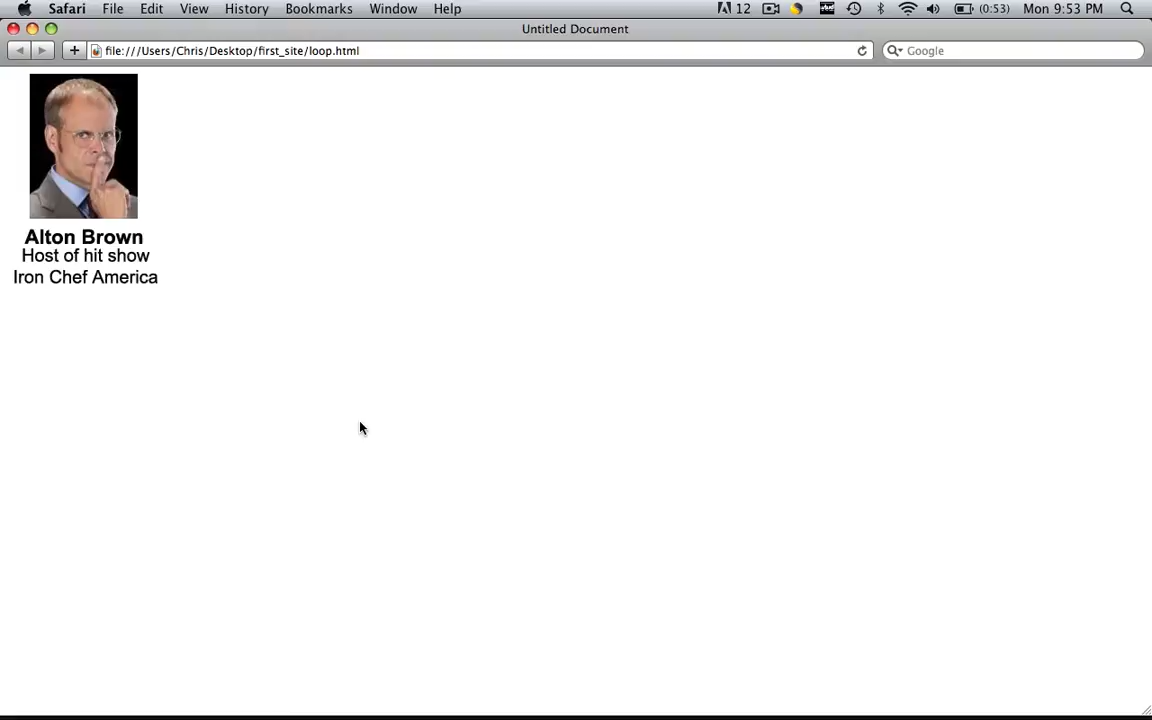 Safari File Edit View History Bookmarks Window Help 12 (0:53) Mon 9:53 PM
Untitled Document
file:///Users/Chris/Desktop/first_site/loop.html Google
Alton Brown
Host of hit show
Iron Chef America